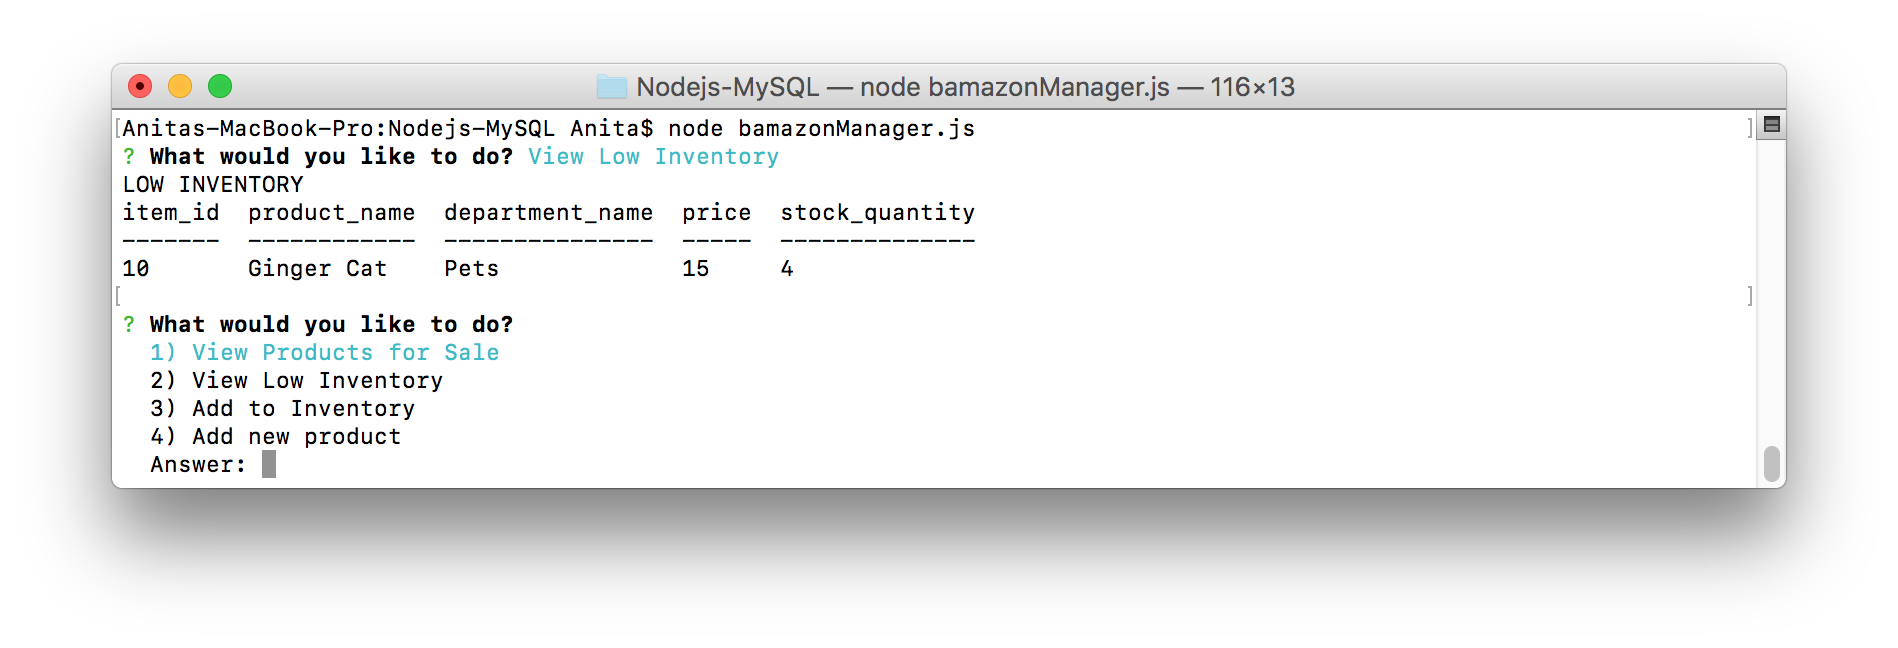 Nodejs-MySQL — node bamazonManager.js — 116×13
[Anitas-MacBook-Pro:Nodejs-MySQL Anita$ node bamazonManager.js ]
? What would you like to do? View Low Inventory
LOW INVENTORY
item_id  product_name  department_name  price  stock_quantity
-------  ------------  ---------------  -----  --------------
10       Ginger Cat    Pets             15     4
[ ]
? What would you like to do?
  1) View Products for Sale
  2) View Low Inventory
  3) Add to Inventory
  4) Add new product
  Answer: